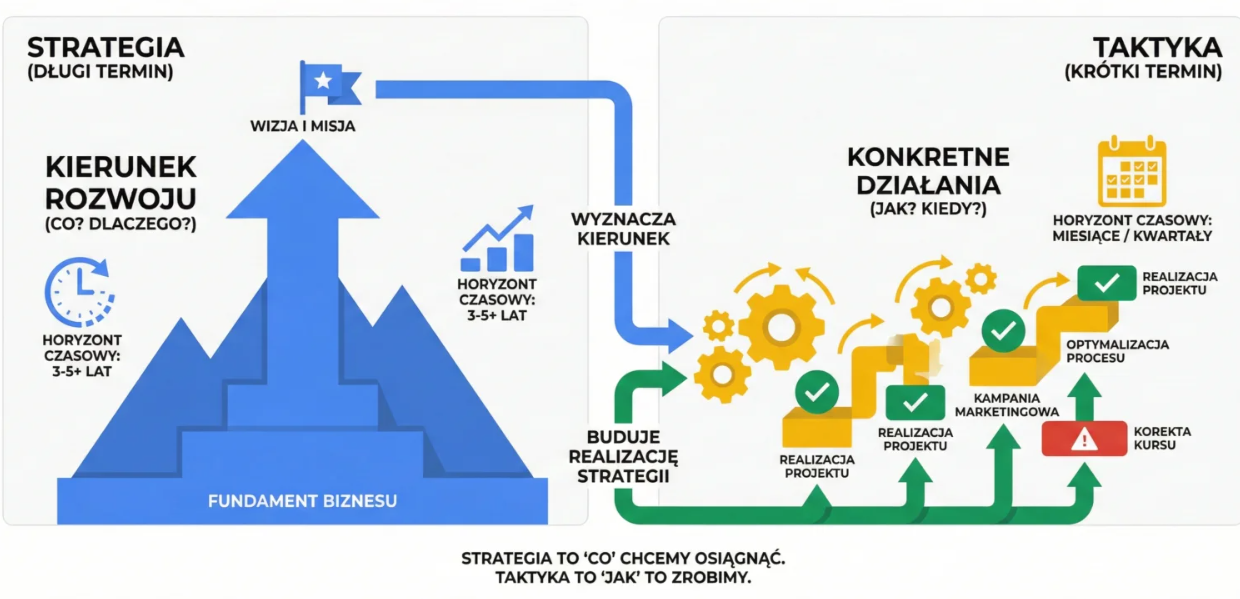 STRATEGIA
(DŁUGI TERMIN)
WIZJA I MISJA
KIERUNEK
ROZWOJU
(CO? DLACZEGO?)
HORYZONT
CZASOWY:
3-5+ LAT
HORYZONT
CZASOWY:
3-5+ LAT
FUNDAMENT BIZNESU
WYZNACZA
KIERUNEK
BUDUJE
REALIZACJĘ
STRATEGII
TAKTYKA
(KRÓTKI TERMIN)
KONKRETNE
DZIAŁANIA
(JAK? KIEDY?)
HORYZONT CZASOWY:
MIESIĄCE / KWARTAŁY
REALIZACJA
PROJEKTU
OPTYMALIZACJA
PROCESU
KAMPANIA
MARKETINGOWA
REALIZACJA
PROJEKTU
REALIZACJA
PROJEKTU
KOREKTA
KURSU
STRATEGIA TO ‘CO’ CHCEMY OSIĄGNĄĆ.
TAKTYKA TO ‘JAK’ TO ZROBIMY.